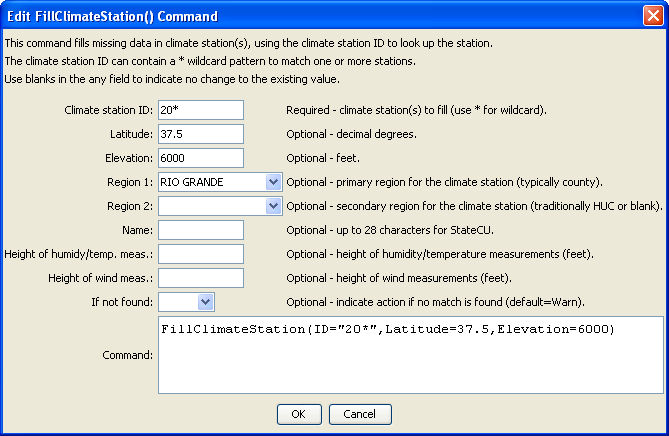 Edit FillClimateStation() Command
This command fills missing data in climate station(s), using the climate station ID to look up the station.
The climate station ID can contain a * wildcard pattern to match one or more stations.
Use blanks in the any field to indicate no change to the existing value.
Climate station ID: 20* Required - climate station(s) to fill (use * for wildcard).
Latitude: 37.5 Optional - decimal degrees.
Elevation: 6000 Optional - feet.
Region 1: RIO GRANDE Optional - primary region for the climate station (typically county).
Region 2: Optional - secondary region for the climate station (traditionally HUC or blank).
Name: Optional - up to 28 characters for StateCU.
Height of humidy/temp. meas.: Optional - height of humidity/temperature measurements (feet).
Height of wind meas.: Optional - height of wind measurements (feet).
If not found: Optional - indicate action if no match is found (default=Warn).
Command: FillClimateStation(ID="20*",Latitude=37.5,Elevation=6000)
OK Cancel